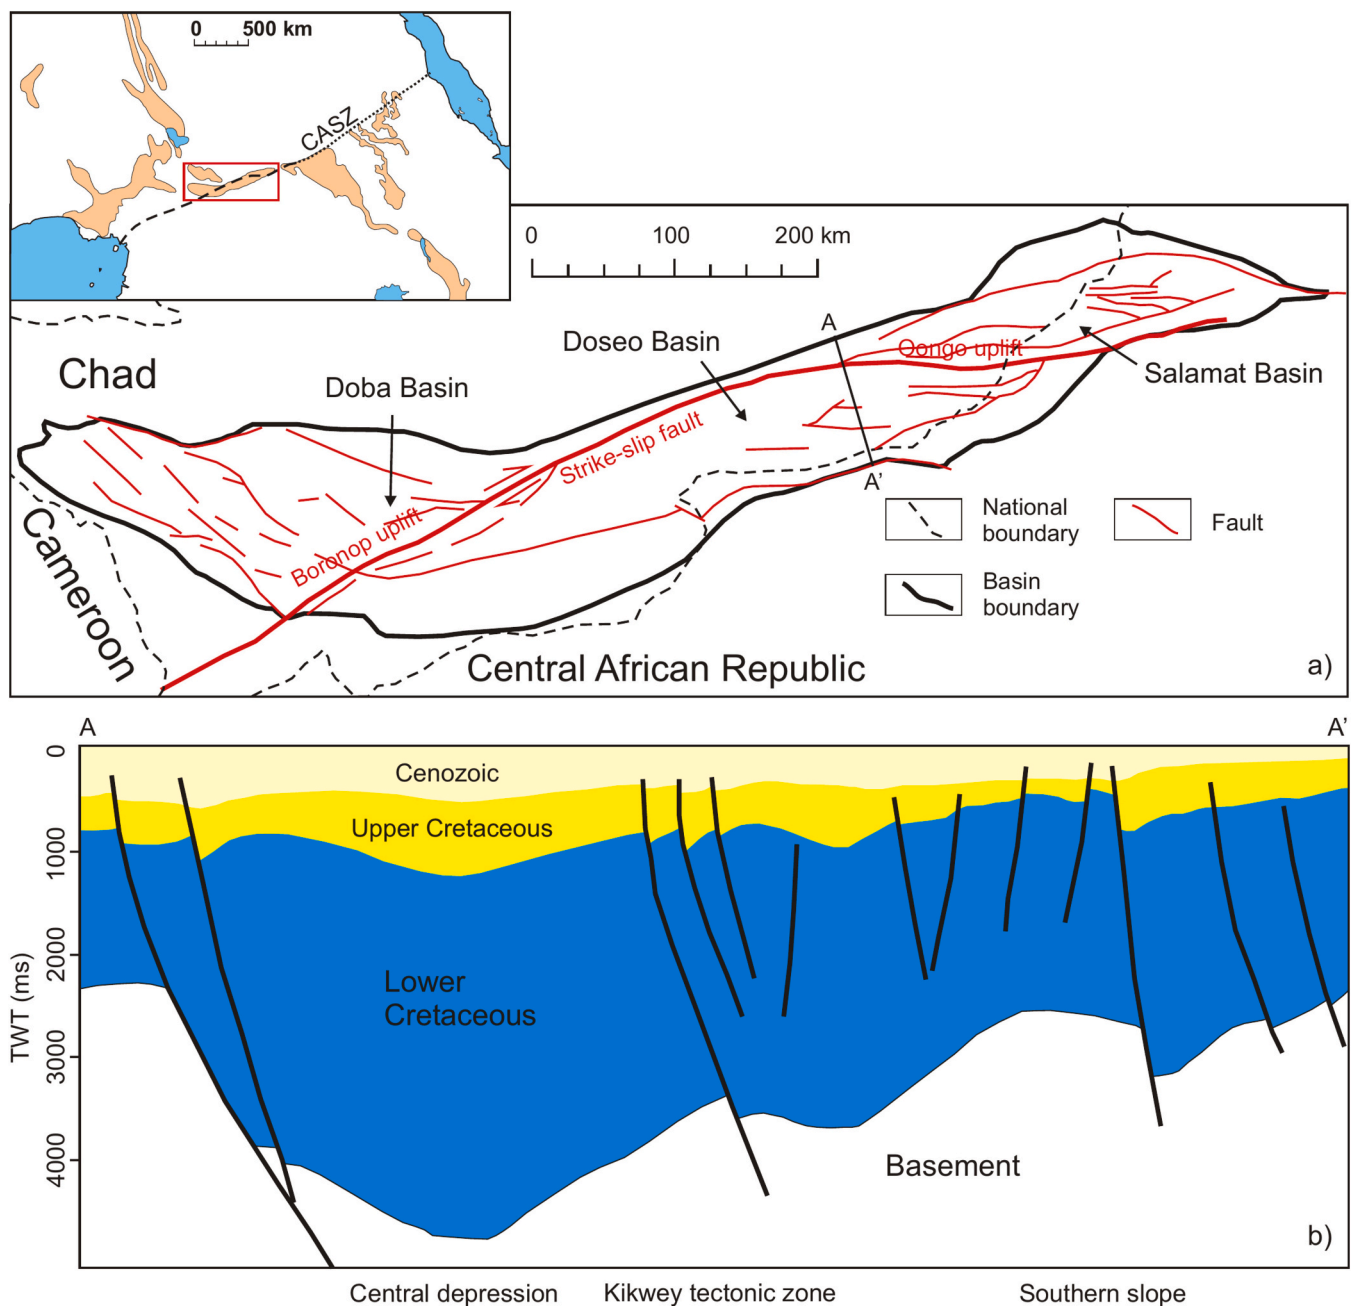 0 500 km
CASZ
0 100 200 km
A
Doseo Basin
Oongo uplift
Salamat Basin
Chad
Doba Basin
Strike-slip fault
A'
Boronop uplift
Cameroon
National
boundary
Fault
Basin
boundary
Central African Republic
a)
A
A'
0
Cenozoic
Upper Cretaceous
1000
Lower
Cretaceous
2000
TWT (ms)
3000
4000
Basement
b)
Central depression
Kikwey tectonic zone
Southern slope